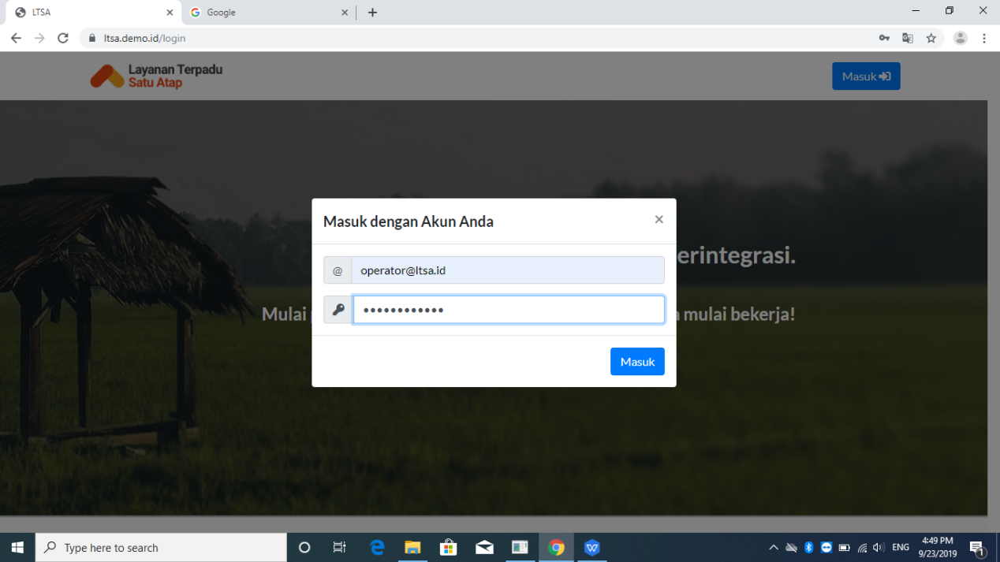 LTSA
Google
ltsa.demo.id/login
Layanan Terpadu
Satu Atap
Masuk
Masuk dengan Akun Anda
×
erintegrasi.
@
operator@ltsa.id
••••••••••••
Mulai
mulai bekerja!
Masuk
Type here to search
ENG
4:49 PM
9/23/2019
1